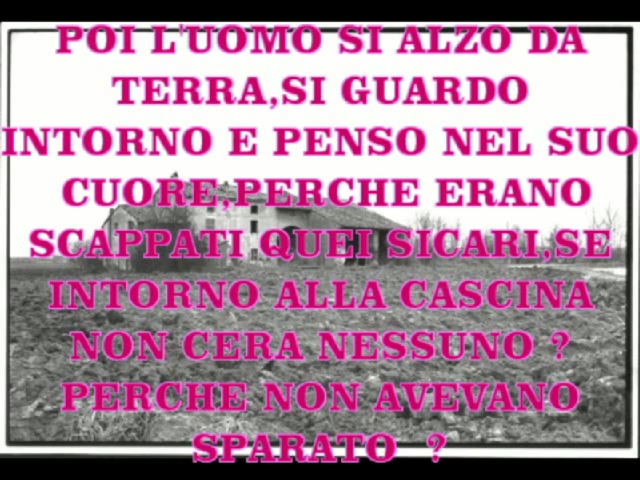 POI L'UOMO SI ALZO DA
TERRA,SI GUARDO
INTORNO E PENSO NEL SUO
CUORE,PERCHE ERANO
SCAPPATI QUEI SICARI,SE
INTORNO ALLA CASCINA
NON CERA NESSUNO ?
PERCHE NON AVEVANO
SPARATO ?